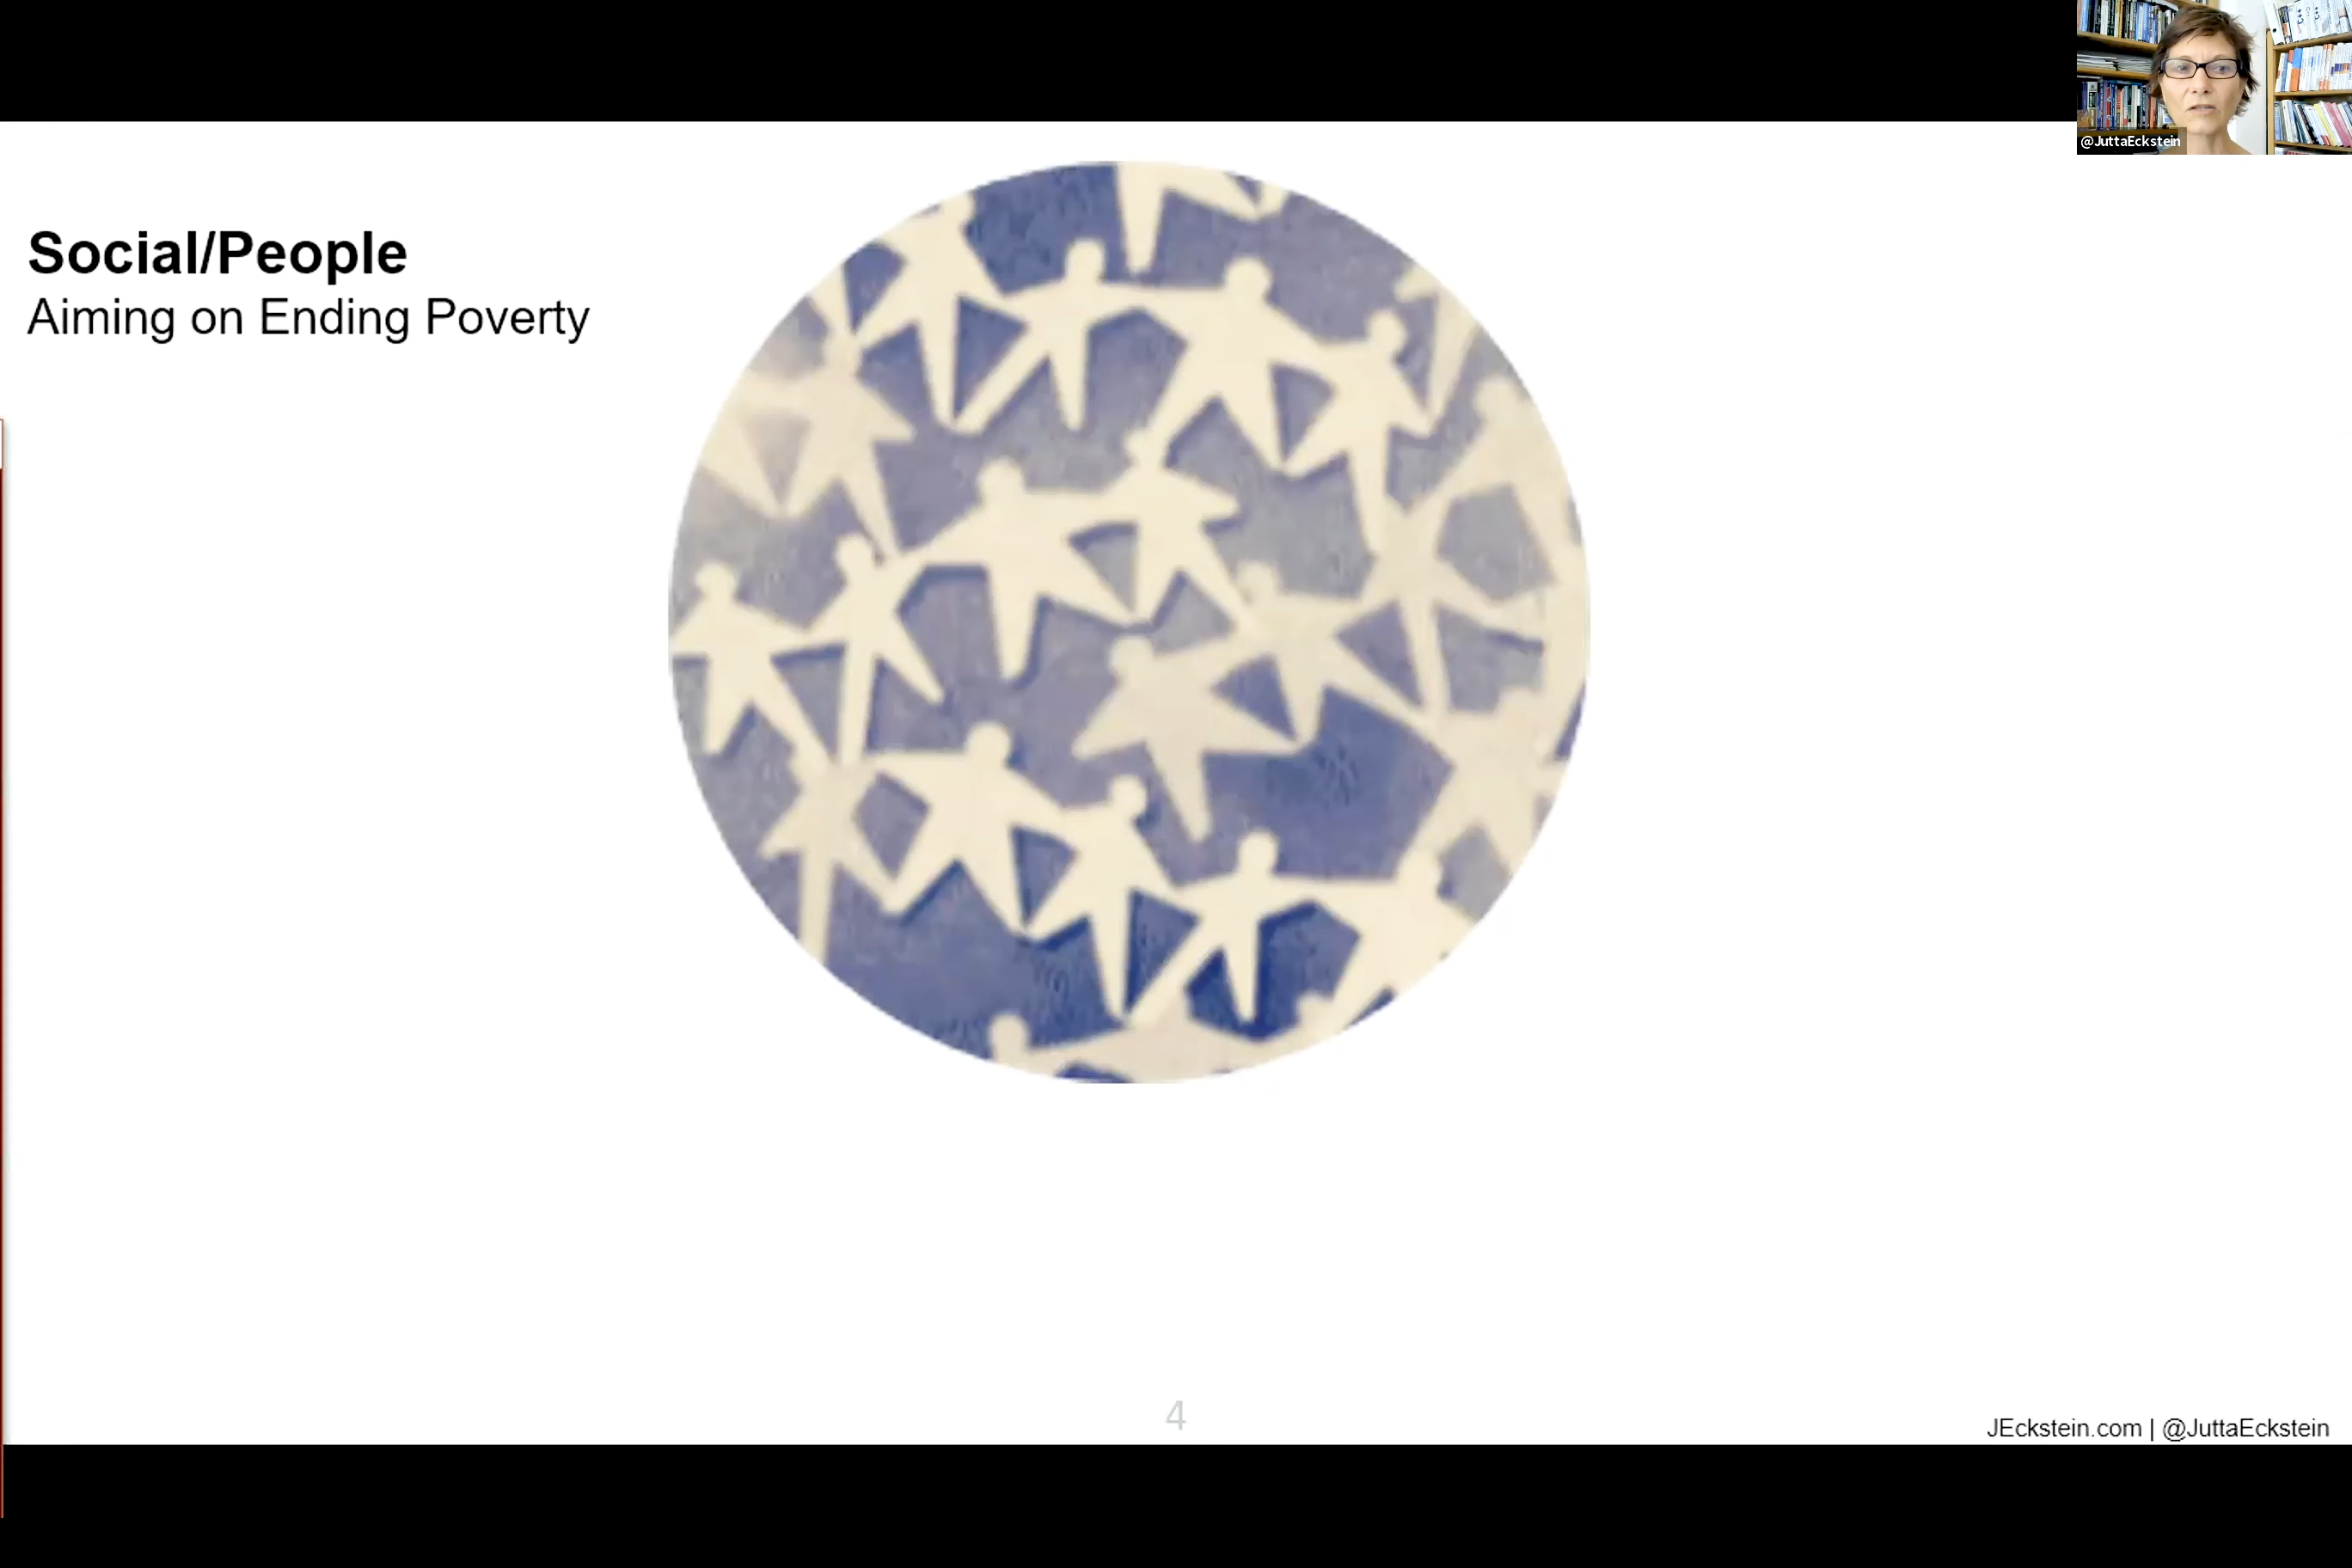 @JuttaEckstein
Social/People
Aiming on Ending Poverty
4
JEckstein.com | @JuttaEckstein